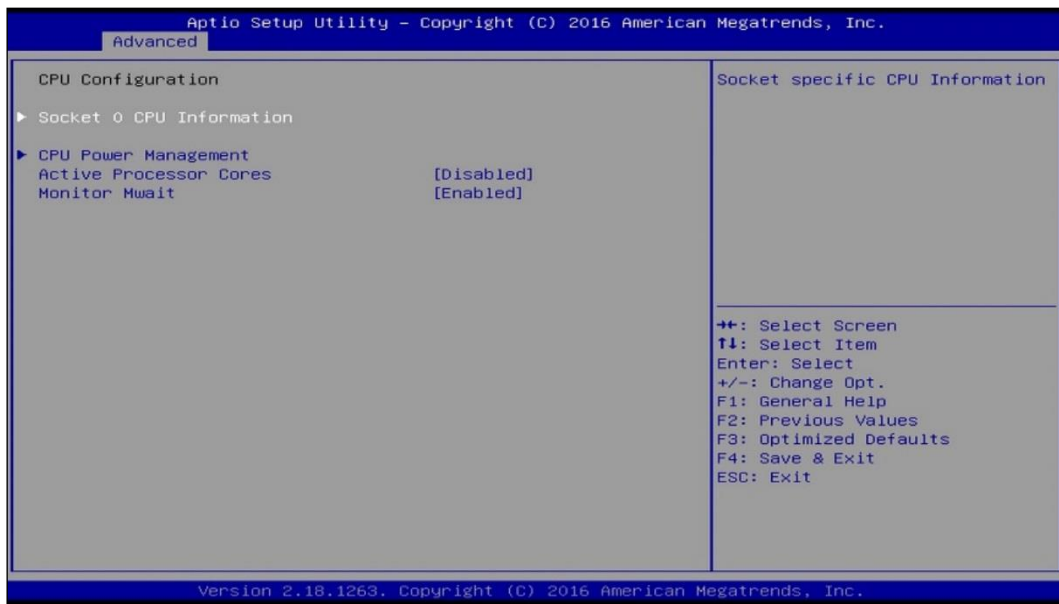 Aptio Setup Utility – Copyright (C) 2016 American Megatrends, Inc.
Advanced
CPU Configuration
Socket 0 CPU Information
CPU Power Management
Active Processor Cores [Disabled]
Monitor Mwait [Enabled]
Socket specific CPU Information
→←: Select Screen
↑↓: Select Item
Enter: Select
+/-: Change Opt.
F1: General Help
F2: Previous Values
F3: Optimized Defaults
F4: Save & Exit
ESC: Exit
Version 2.18.1263. Copyright (C) 2016 American Megatrends, Inc.